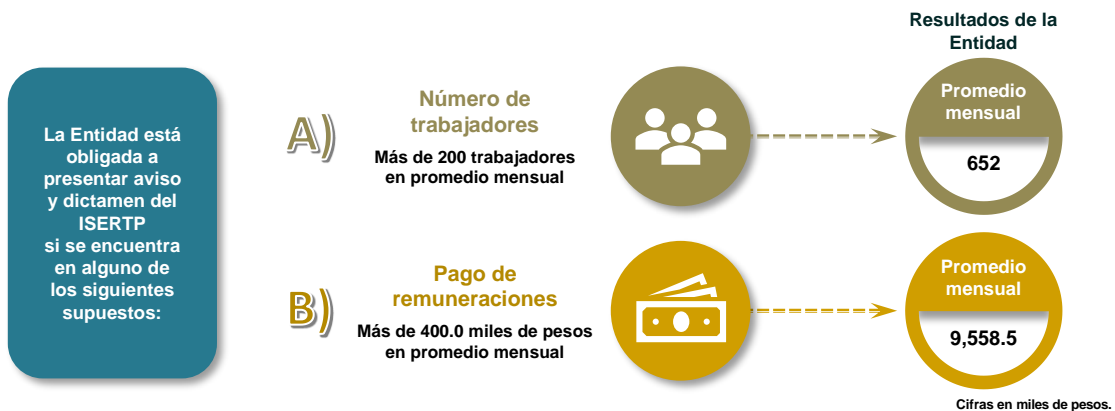 La Entidad está
obligada a
presentar aviso
y dictamen del
ISERTP
si se encuentra
en alguno de
los siguientes
supuestos:
A)
Número de
trabajadores
Más de 200 trabajadores
en promedio mensual
Resultados de la
Entidad
Promedio
mensual
652
B)
Pago de
remuneraciones
Más de 400.0 miles de pesos
en promedio mensual
Promedio
mensual
9,558.5
Cifras en miles de pesos.